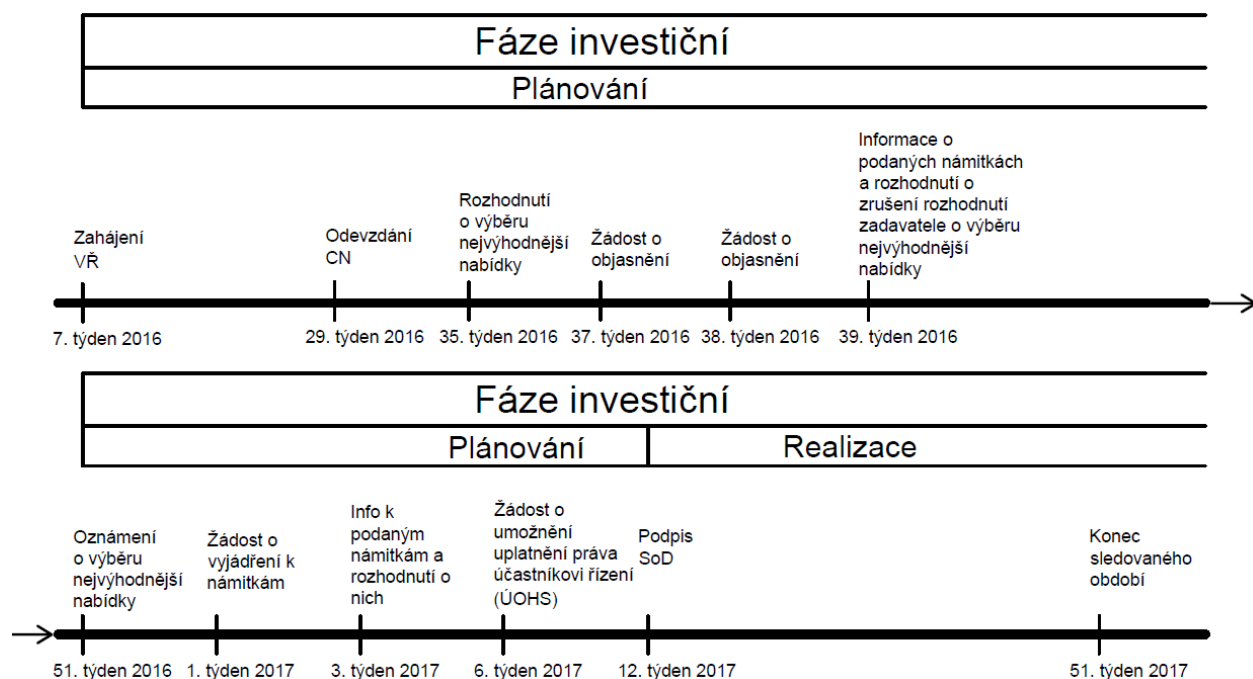 Fáze investiční
Plánování
Zahájení
VŘ
Odevzdání
CN
Rozhodnutí
o výběru
nejvýhodnější
nabídky
Žádost o
objasnění
Žádost o
objasnění
Informace o
podaných námitkách
a rozhodnutí o
zrušení rozhodnutí
zadavatele o výběru
nejvýhodnější
nabídky
7. týden 2016
29. týden 2016
35. týden 2016
37. týden 2016
38. týden 2016
39. týden 2016
Fáze investiční
Plánování
Realizace
Oznámení
o výběru
nejvýhodnější
nabídky
Žádost o
vyjádření k
námitkám
Info k
podaným
námitkám a
rozhodnutí o
nich
Žádost o
umožnění
uplatnění práva
účastníkovi řízení
(ÚOHS)
Podpis
SoD
Konec
sledovaného
období
51. týden 2016
1. týden 2017
3. týden 2017
6. týden 2017
12. týden 2017
51. týden 2017